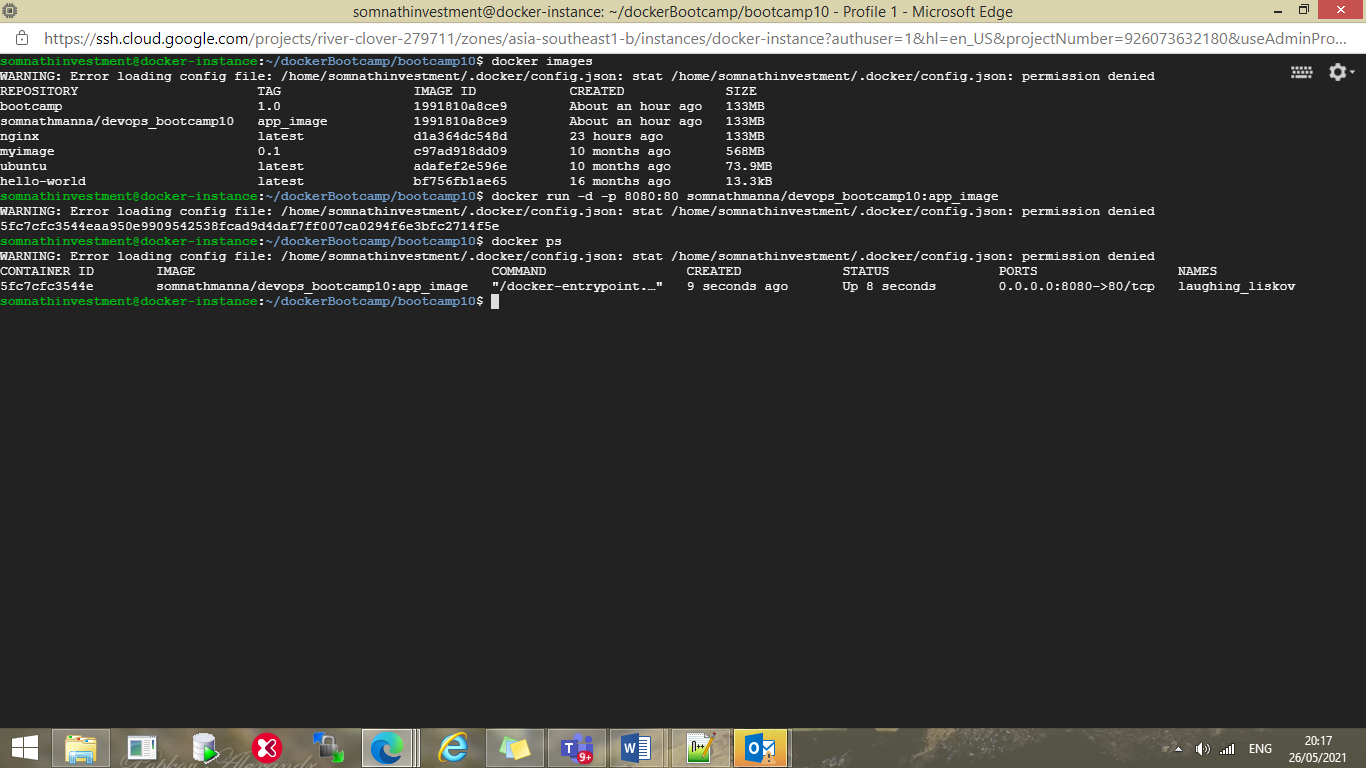 somnathinvestment@docker-instance: ~/dockerBootcamp/bootcamp10 - Profile 1 - Microsoft Edge
https://ssh.cloud.google.com/projects/river-clover-279711/zones/asia-southeast1-b/instances/docker-instance?authuser=1&hl=en_US&projectNumber=926073632180&useAdminPro...
somnathinvestment@docker-instance:~/dockerBootcamp/bootcamp10$ docker images
WARNING: Error loading config file: /home/somnathinvestment/.docker/config.json: stat /home/somnathinvestment/.docker/config.json: permission denied
REPOSITORY TAG IMAGE ID CREATED SIZE
bootcamp 1.0 1991810a8ce9 About an hour ago 133MB
somnathmanna/devops_bootcamp10 app_image 1991810a8ce9 About an hour ago 133MB
nginx latest d1a364dc548d 23 hours ago 133MB
myimage 0.1 c97ad918dd09 10 months ago 568MB
ubuntu latest adafef2e596e 10 months ago 73.9MB
hello-world latest bf756fb1ae65 16 months ago 13.3kB
somnathinvestment@docker-instance:~/dockerBootcamp/bootcamp10$ docker run -d -p 8080:80 somnathmanna/devops_bootcamp10:app_image
WARNING: Error loading config file: /home/somnathinvestment/.docker/config.json: stat /home/somnathinvestment/.docker/config.json: permission denied
5fc7cfc3544eaa950e9909542538fcad9d4daf7ff007ca0294f6e3bfc2714f5e
somnathinvestment@docker-instance:~/dockerBootcamp/bootcamp10$ docker ps
WARNING: Error loading config file: /home/somnathinvestment/.docker/config.json: stat /home/somnathinvestment/.docker/config.json: permission denied
CONTAINER ID IMAGE COMMAND CREATED STATUS PORTS NAMES
5fc7cfc3544e somnathmanna/devops_bootcamp10:app_image "/docker-entrypoint.…" 9 seconds ago Up 8 seconds 0.0.0.0:8080->80/tcp laughing_liskov
somnathinvestment@docker-instance:~/dockerBootcamp/bootcamp10$
9+
ENG
20:17
26/05/2021